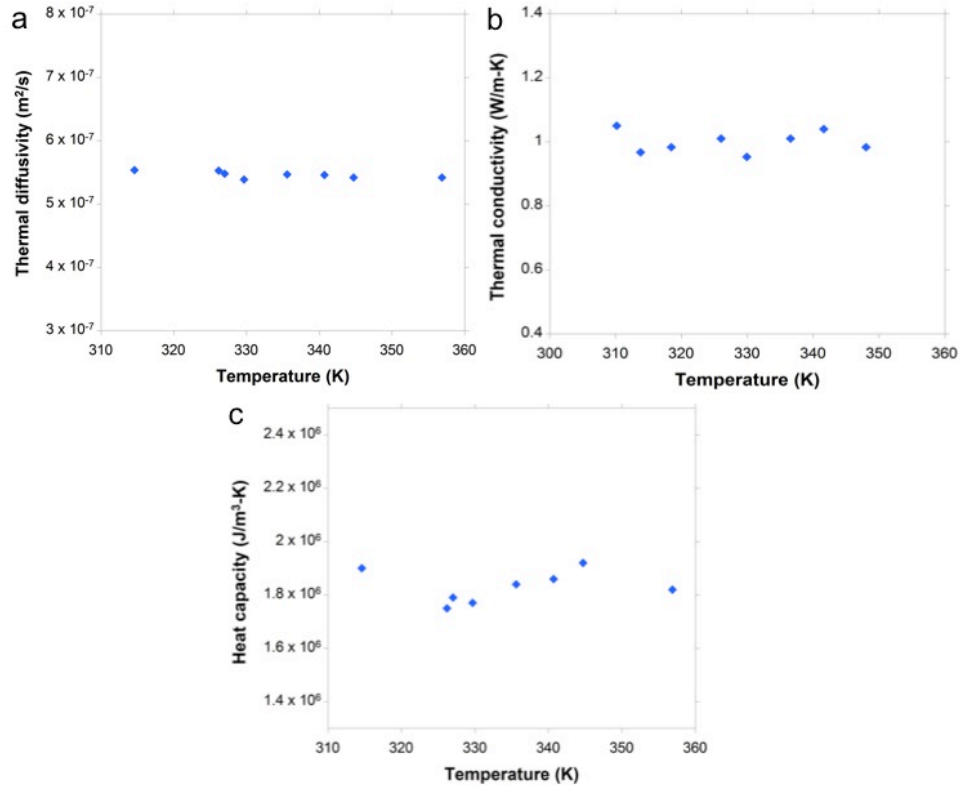 a
Thermal diffusivity (m²/s)
8 x 10⁻⁷
7 x 10⁻⁷
6 x 10⁻⁷
5 x 10⁻⁷
4 x 10⁻⁷
3 x 10⁻⁷
310 320 330 340 350 360
Temperature (K)
b
Thermal conductivity (W/m-K)
1.4
1.2
1
0.8
0.6
0.4
300 310 320 330 340 350 360
Temperature (K)
c
Heat capacity (J/m³-K)
2.4 x 10⁶
2.2 x 10⁶
2 x 10⁶
1.8 x 10⁶
1.6 x 10⁶
1.4 x 10⁶
310 320 330 340 350 360
Temperature (K)